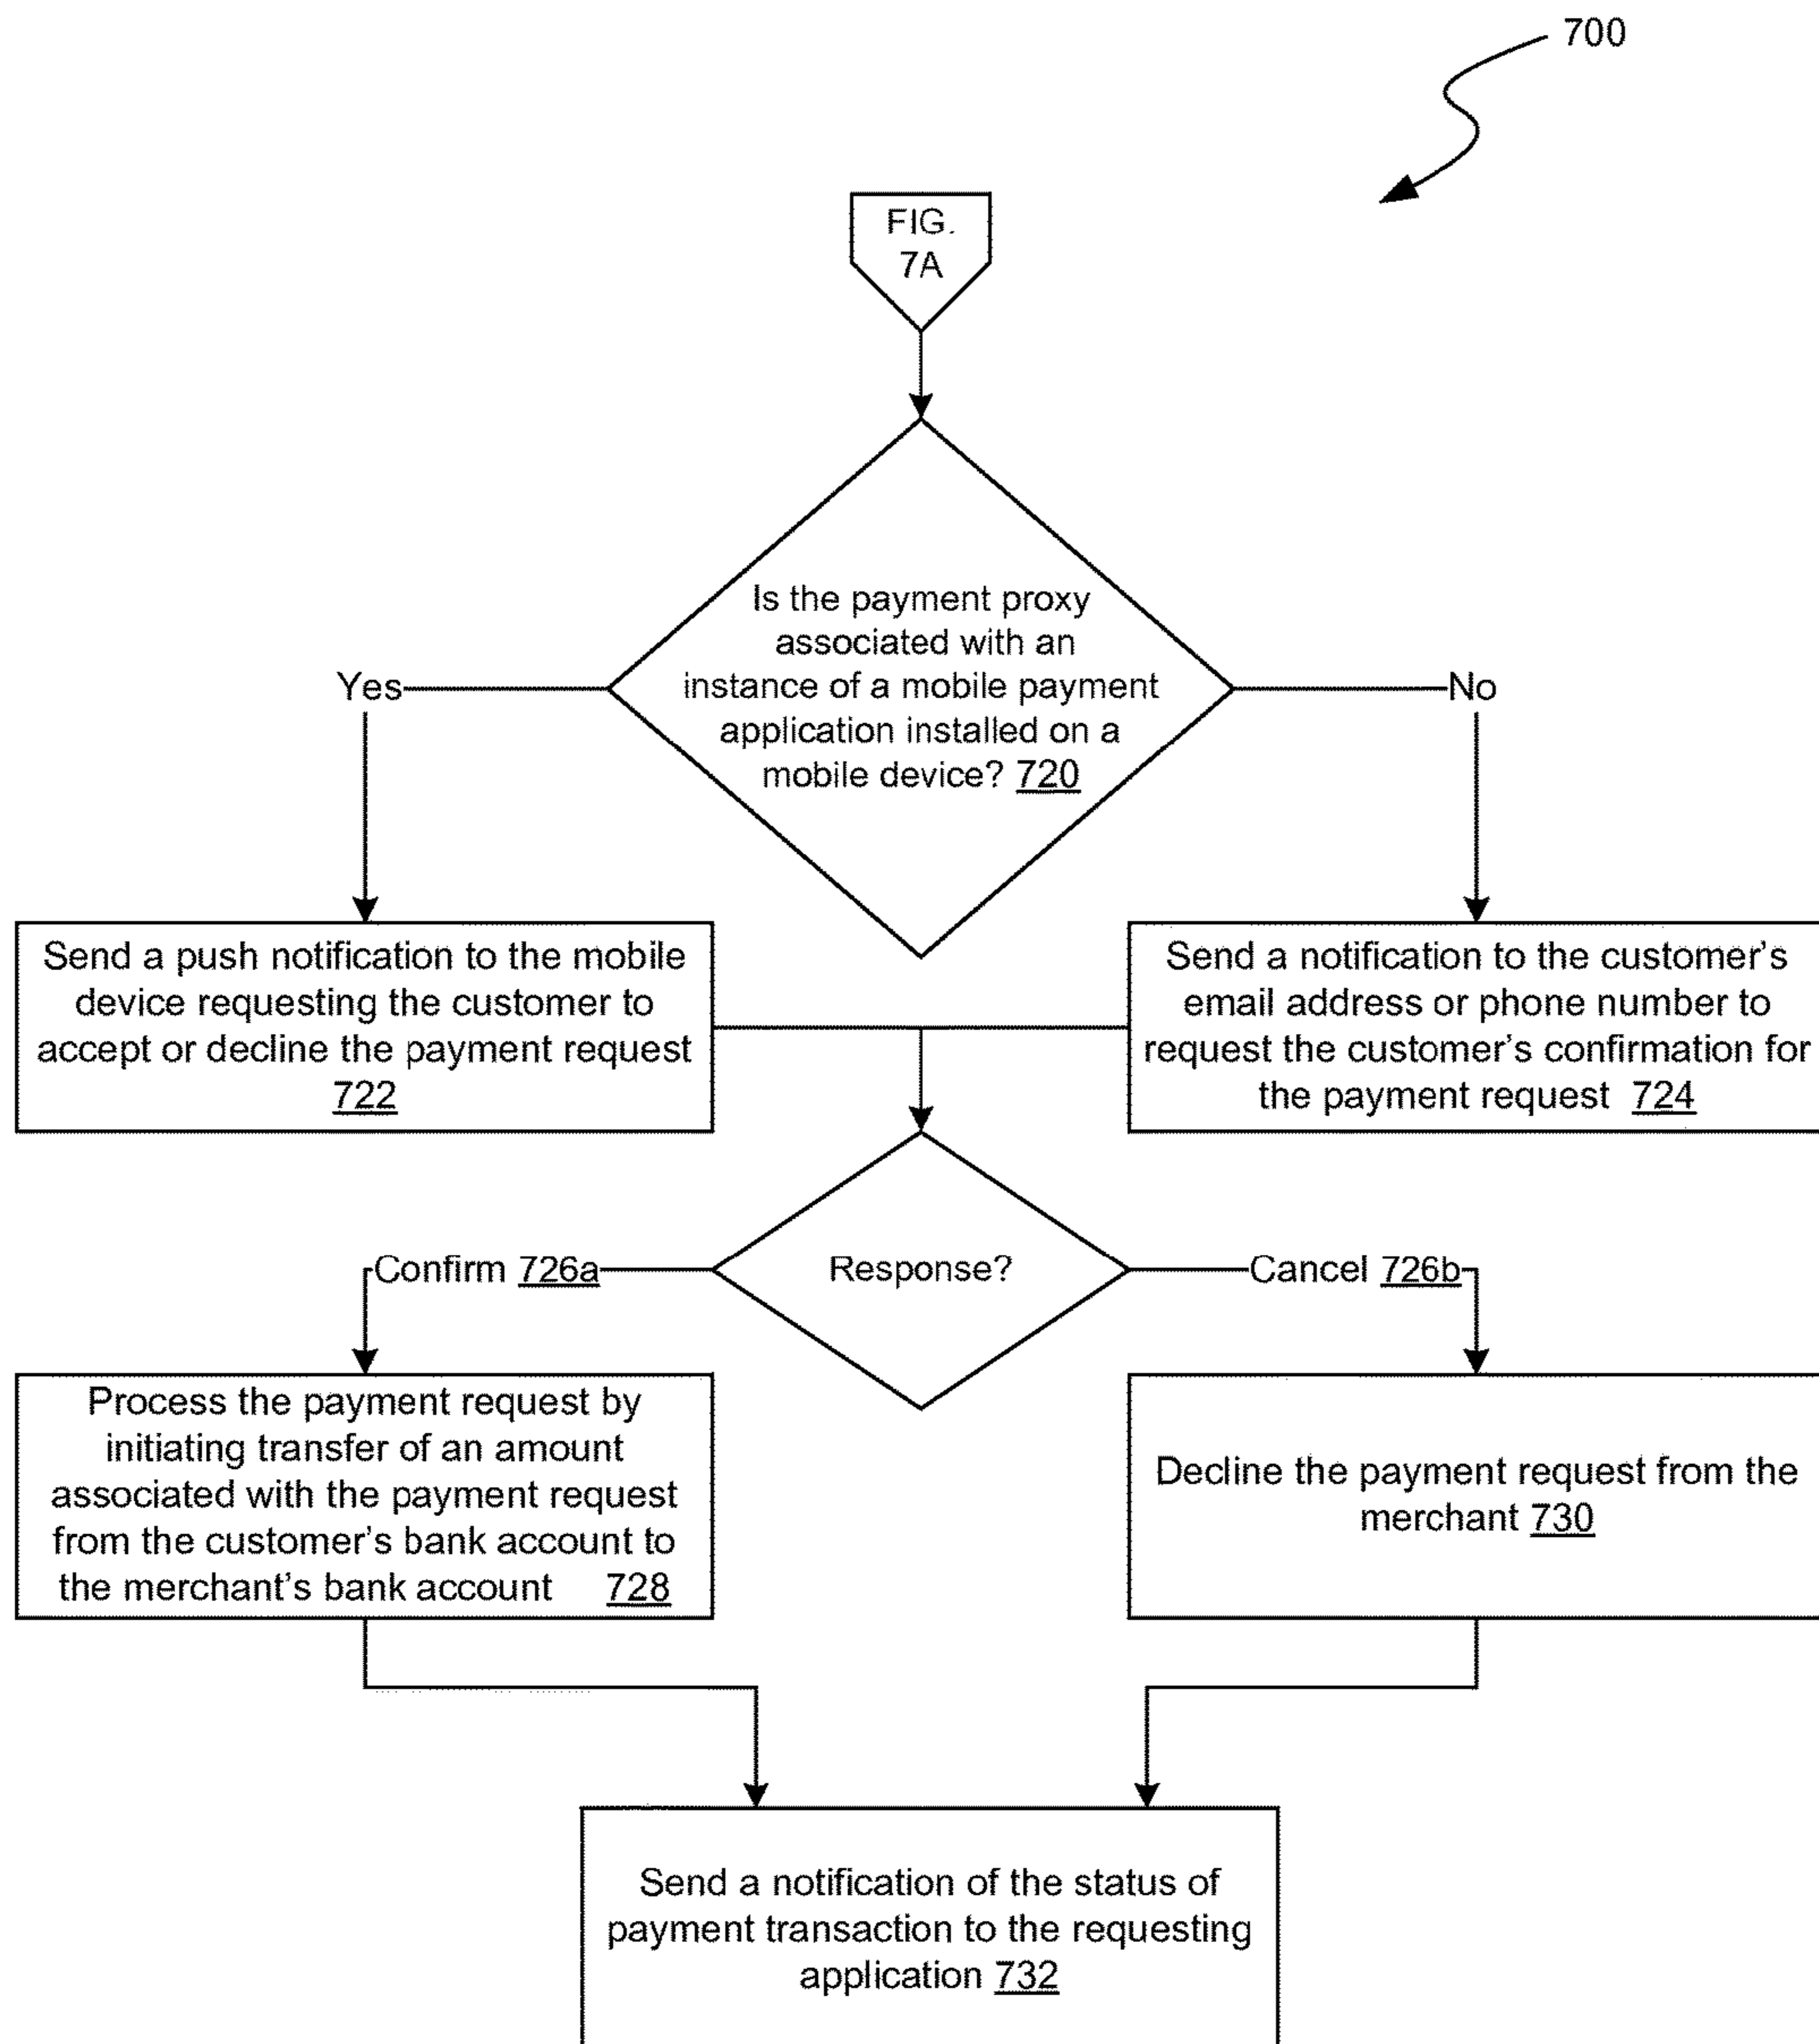 700
FIG.
7A
Is the payment proxy
associated with an
instance of a mobile payment
application installed on a
mobile device? 720
Yes
No
Send a push notification to the mobile
device requesting the customer to
accept or decline the payment request
722
Send a notification to the customer's
email address or phone number to
request the customer's confirmation for
the payment request 724
Response?
Confirm 726a
Cancel 726b
Process the payment request by
initiating transfer of an amount
associated with the payment request
from the customer's bank account to
the merchant's bank account 728
Decline the payment request from the
merchant 730
Send a notification of the status of
payment transaction to the requesting
application 732